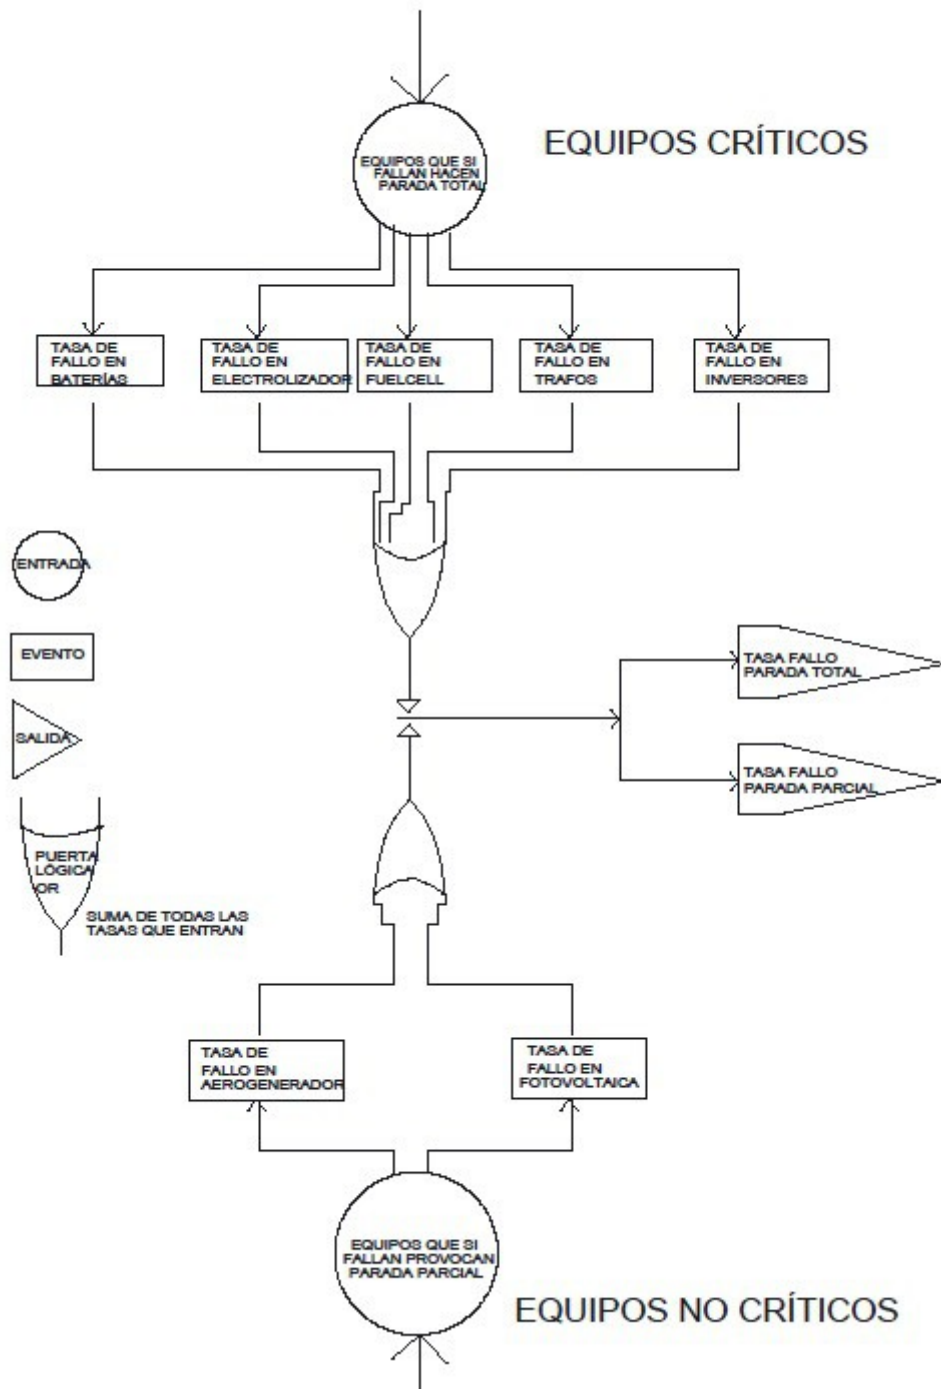 EQUIPOS CRÍTICOS
EQUIPOS QUE SI
FALLAN HACEN
PARADA TOTAL
TASA DE
FALLO EN
BATERÍAS
TASA DE
FALLO EN
ELECTROLIZADOR
TASA DE
FALLO EN
FUELCELL
TASA DE
FALLO EN
TRAFOS
TASA DE
FALLO EN
INVERSORES
ENTRADA
EVENTO
SALIDA
PUERTA
LÓGICA
OR
SUMA DE TODAS LAS
TASAS QUE ENTRAN
TASA FALLO
PARADA TOTAL
TASA FALLO
PARADA PARCIAL
TASA DE
FALLO EN
AEROGENERADOR
TASA DE
FALLO EN
FOTOVOLTAICA
EQUIPOS QUE SI
FALLAN PROVOCAN
PARADA PARCIAL
EQUIPOS NO CRÍTICOS